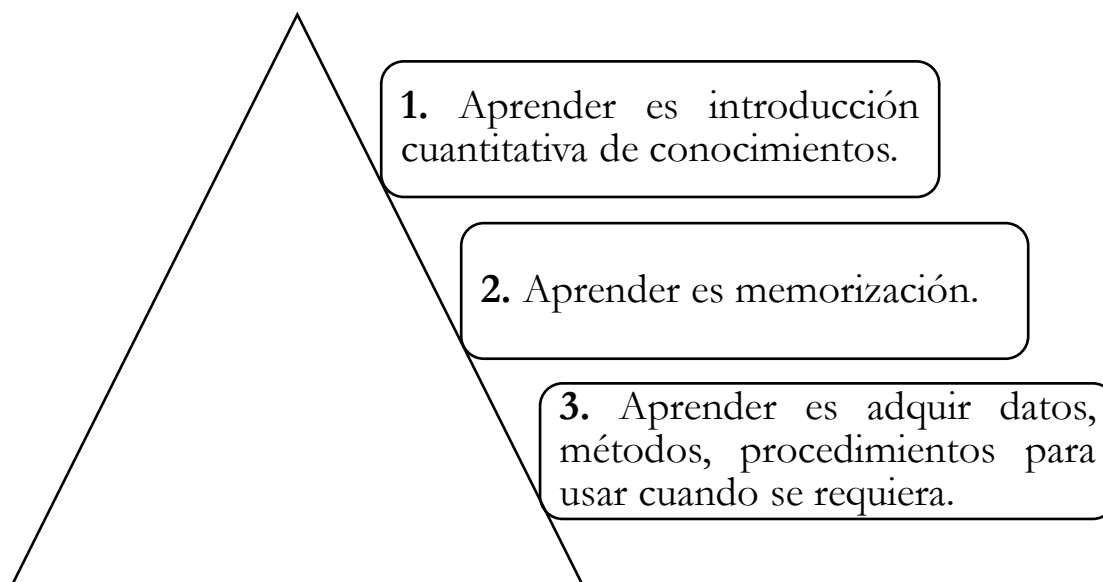 1. Aprender es introducción
cuantitativa de conocimientos.
2. Aprender es memorización.
3. Aprender es adquir datos,
métodos, procedimientos para
usar cuando se requiera.